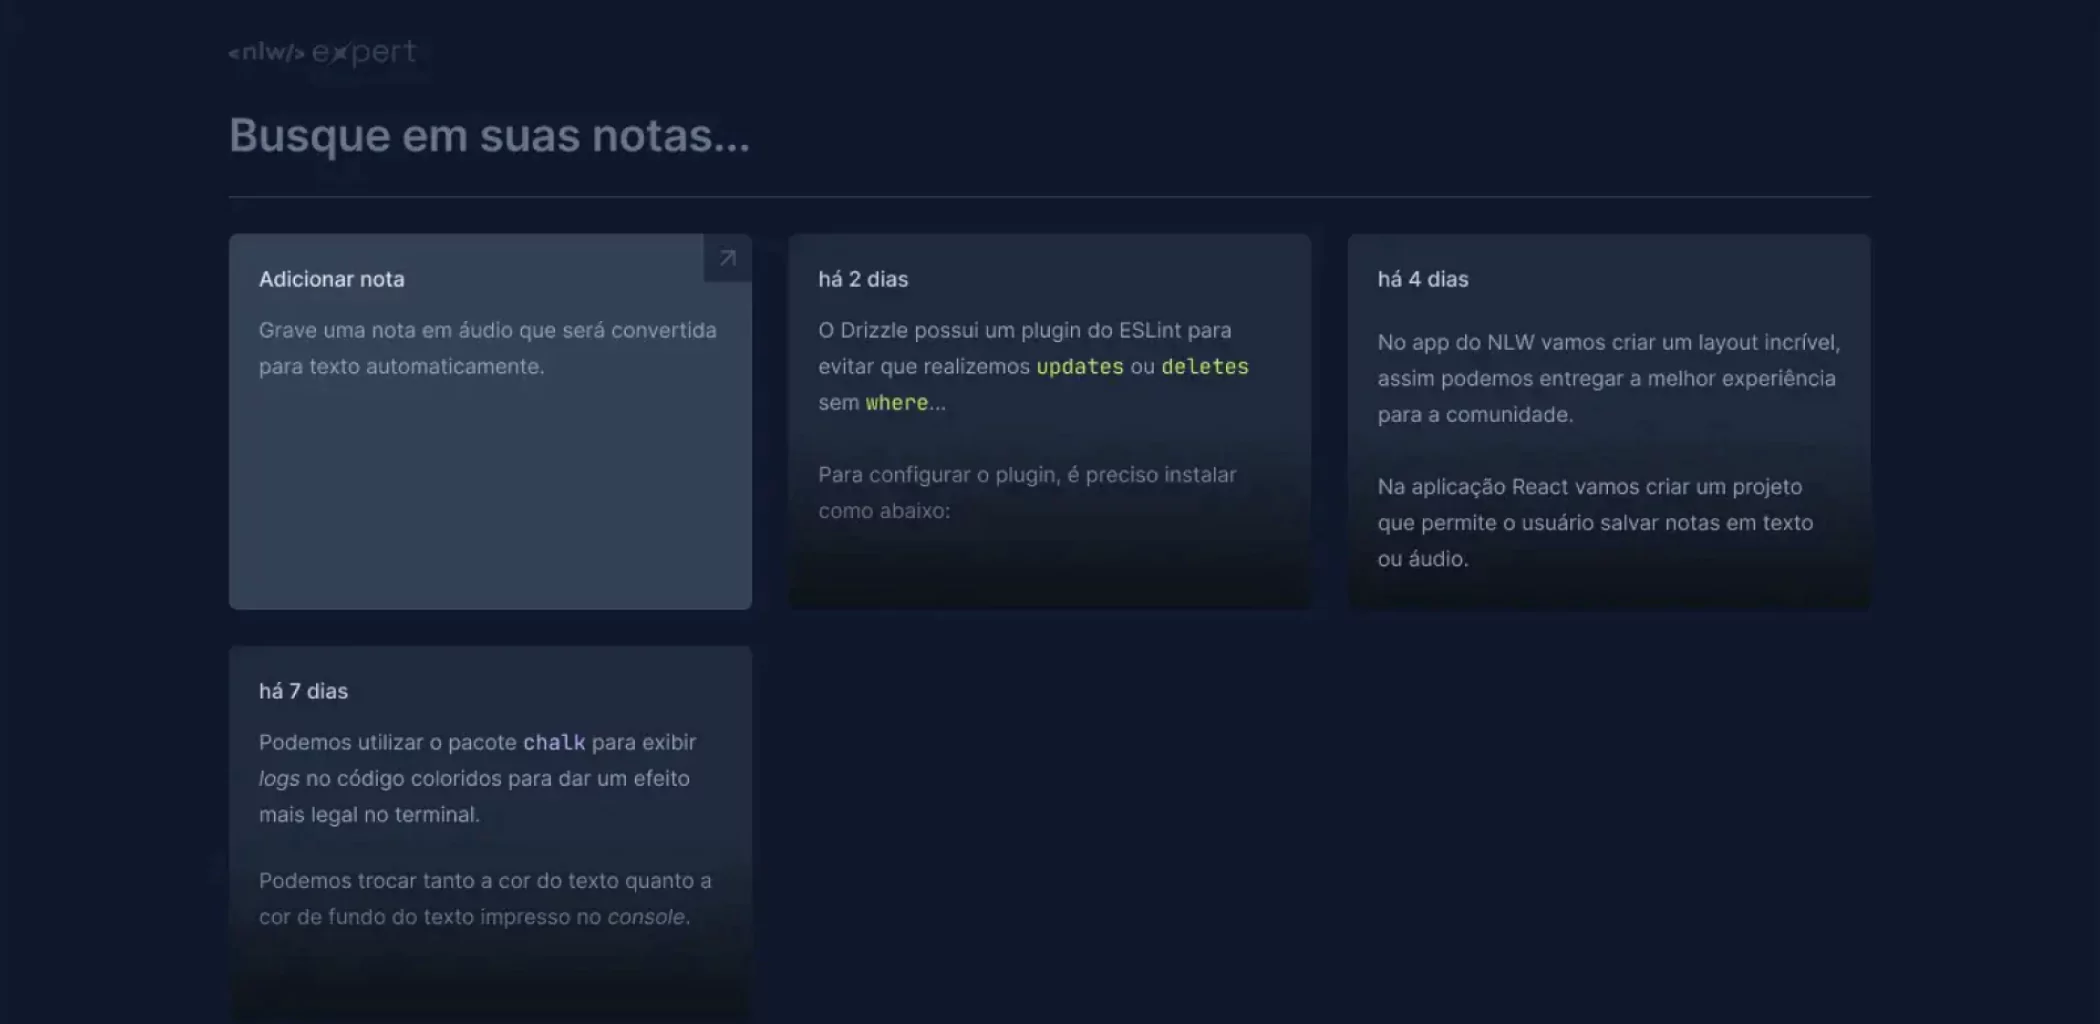 <nlw/> expert
Busque em suas notas...
Adicionar nota
Grave uma nota em áudio que será convertida
para texto automaticamente.
há 2 dias
O Drizzle possui um plugin do ESLint para
evitar que realizemos updates ou deletes
sem where...
Para configurar o plugin, é preciso instalar
como abaixo:
há 4 dias
No app do NLW vamos criar um layout incrível,
assim podemos entregar a melhor experiência
para a comunidade.
Na aplicação React vamos criar um projeto
que permite o usuário salvar notas em texto
ou áudio.
há 7 dias
Podemos utilizar o pacote chalk para exibir
logs no código coloridos para dar um efeito
mais legal no terminal.
Podemos trocar tanto a cor do texto quanto a
cor de fundo do texto impresso no console.